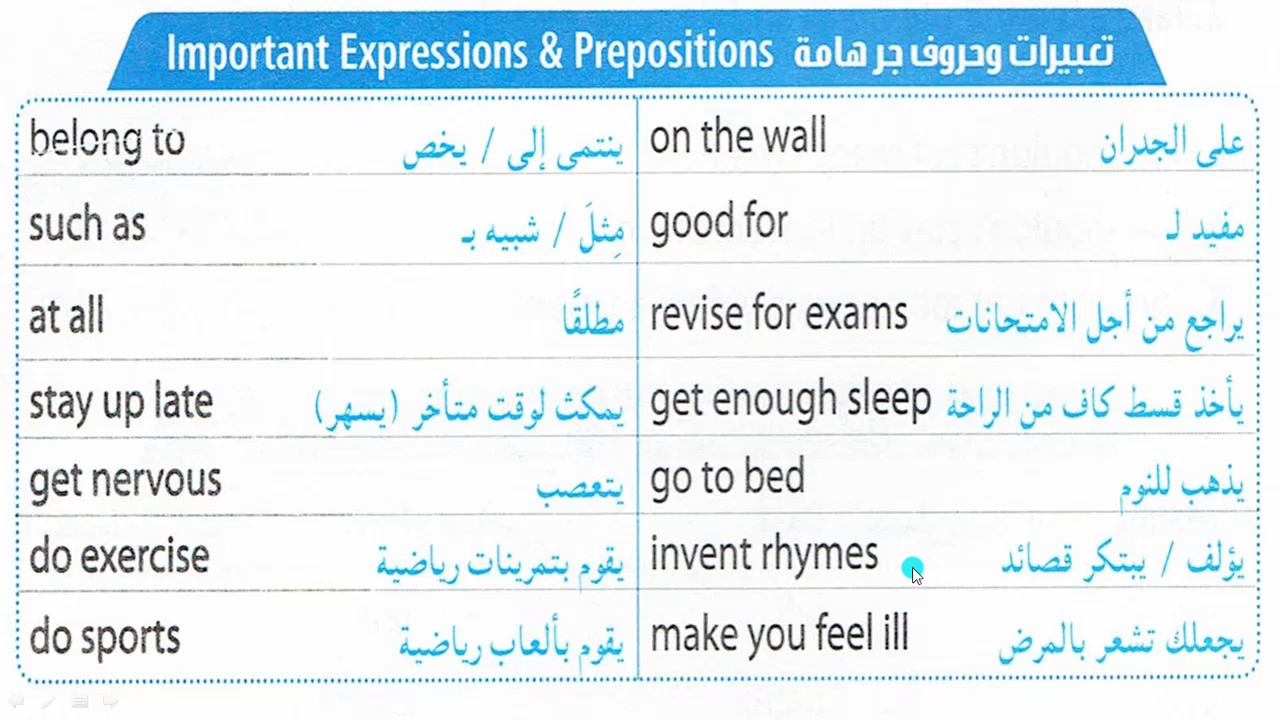 Important Expressions & Prepositions تعبيرات وحروف جر هامة
belong to ينتمى إلى / يخص
on the wall على الجدران
such as مِثلَ / شبيه بـ
good for مفيد لـ
at all مطلقًا
revise for exams يراجع من أجل الامتحانات
stay up late يمكث لوقت متأخر (يسهر)
get enough sleep يأخذ قسط كاف من الراحة
get nervous يتعصب
go to bed يذهب للنوم
do exercise يقوم بتمرينات رياضية
invent rhymes يؤلف / يبتكر قصائد
do sports يقوم بألعاب رياضية
make you feel ill يجعلك تشعر بالمرض